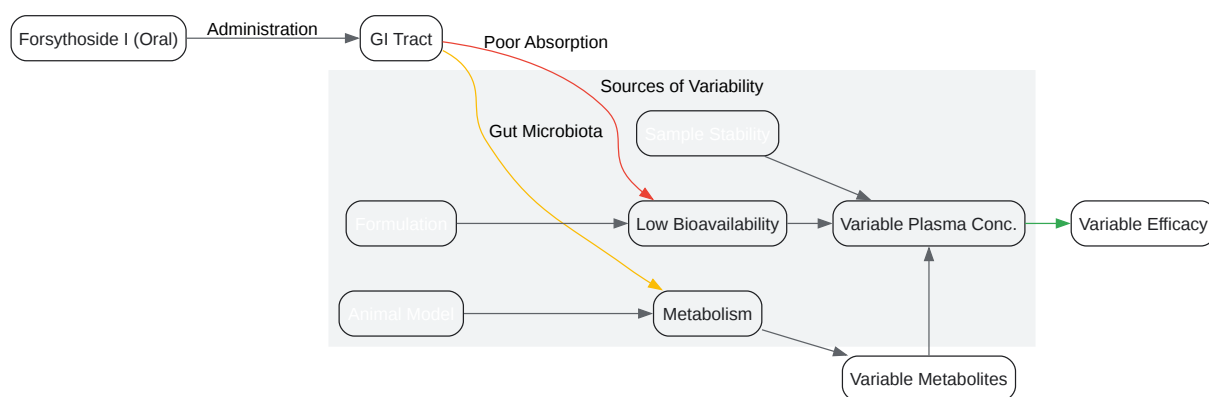 Forsythoside I (Oral)
Administration
GI Tract
Poor Absorption
Sources of Variability
Gut Microbiota
Sample Stability
Formulation
Low Bioavailability
Variable Plasma Conc.
Variable Efficacy
Animal Model
Metabolism
Variable Metabolites